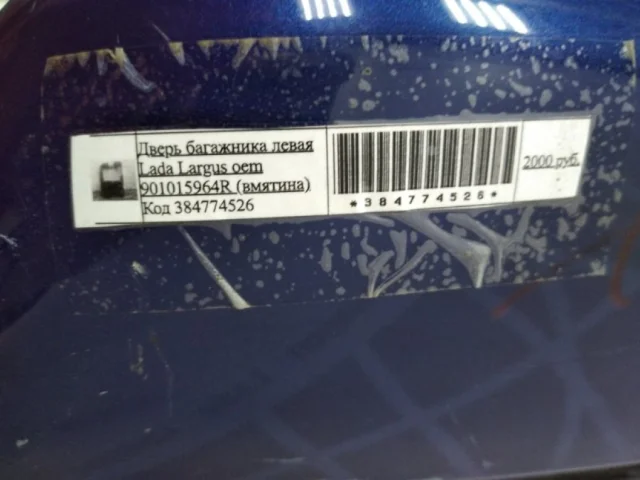 Дверь багажника левая
Lada Largus oem
901015964R (вмятина)
Код 384774526
*384774526*
2000 руб.